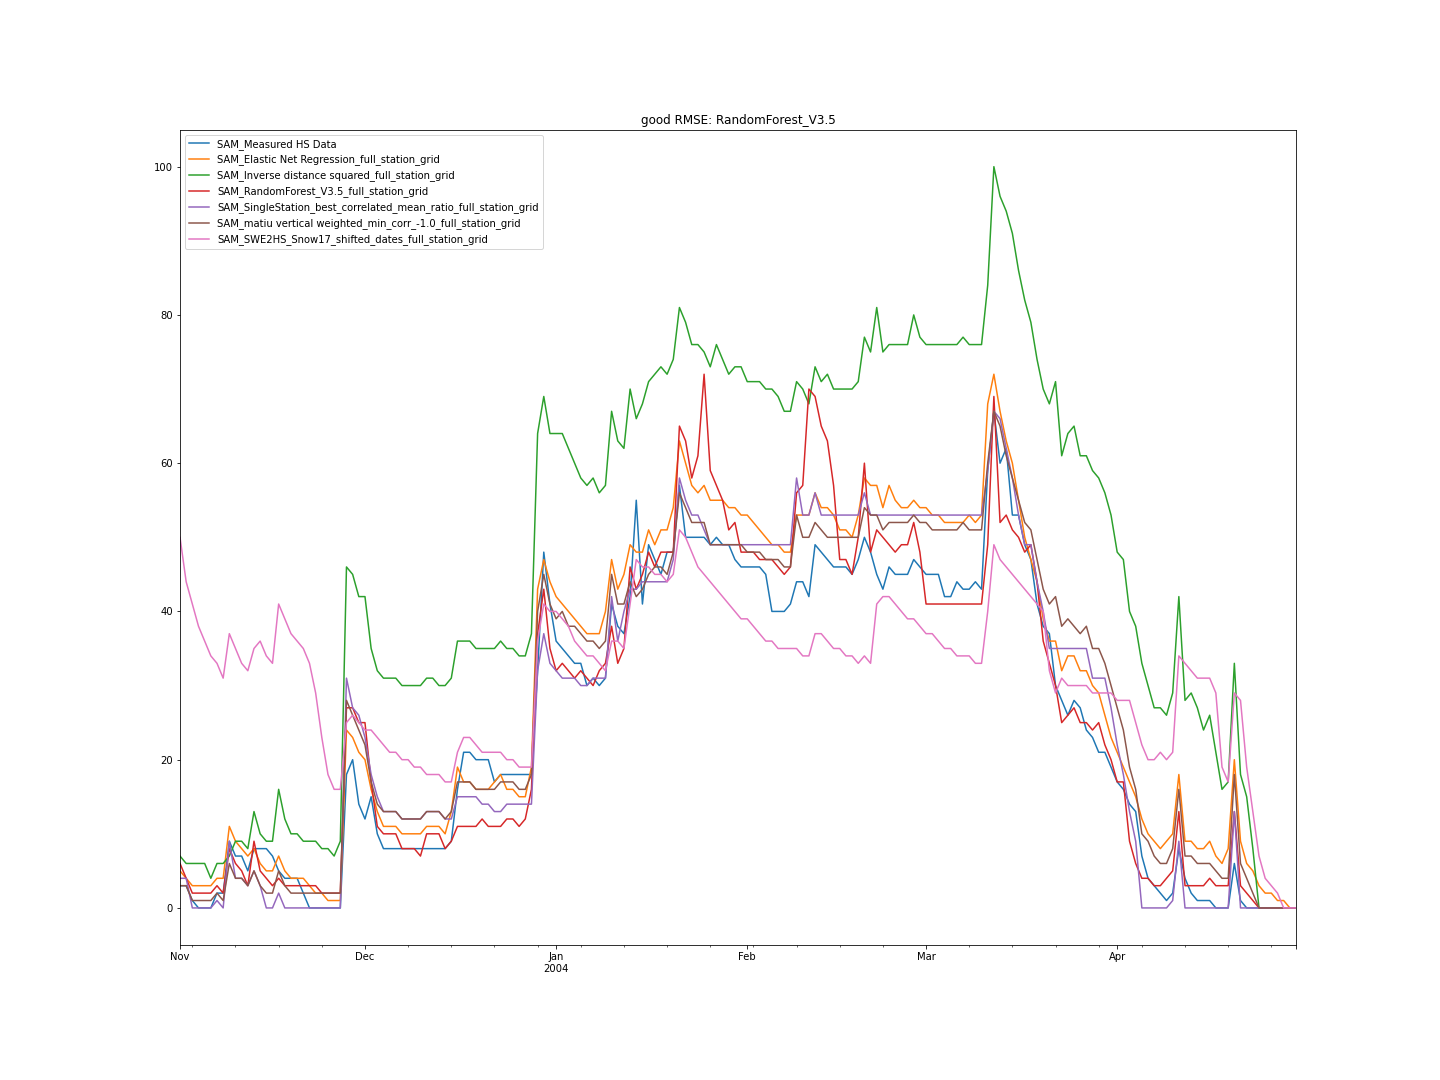 good RMSE: RandomForest_V3.5
SAM_Measured HS Data
SAM_Elastic Net Regression_full_station_grid
SAM_Inverse distance squared_full_station_grid
SAM_RandomForest_V3.5_full_station_grid
SAM_SingleStation_best_correlated_mean_ratio_full_station_grid
SAM_matiu vertical weighted_min_corr_-1.0_full_station_grid
SAM_SWE2HS_Snow17_shifted_dates_full_station_grid
100
80
60
40
20
0
Nov Dec Jan Feb Mar Apr
2004